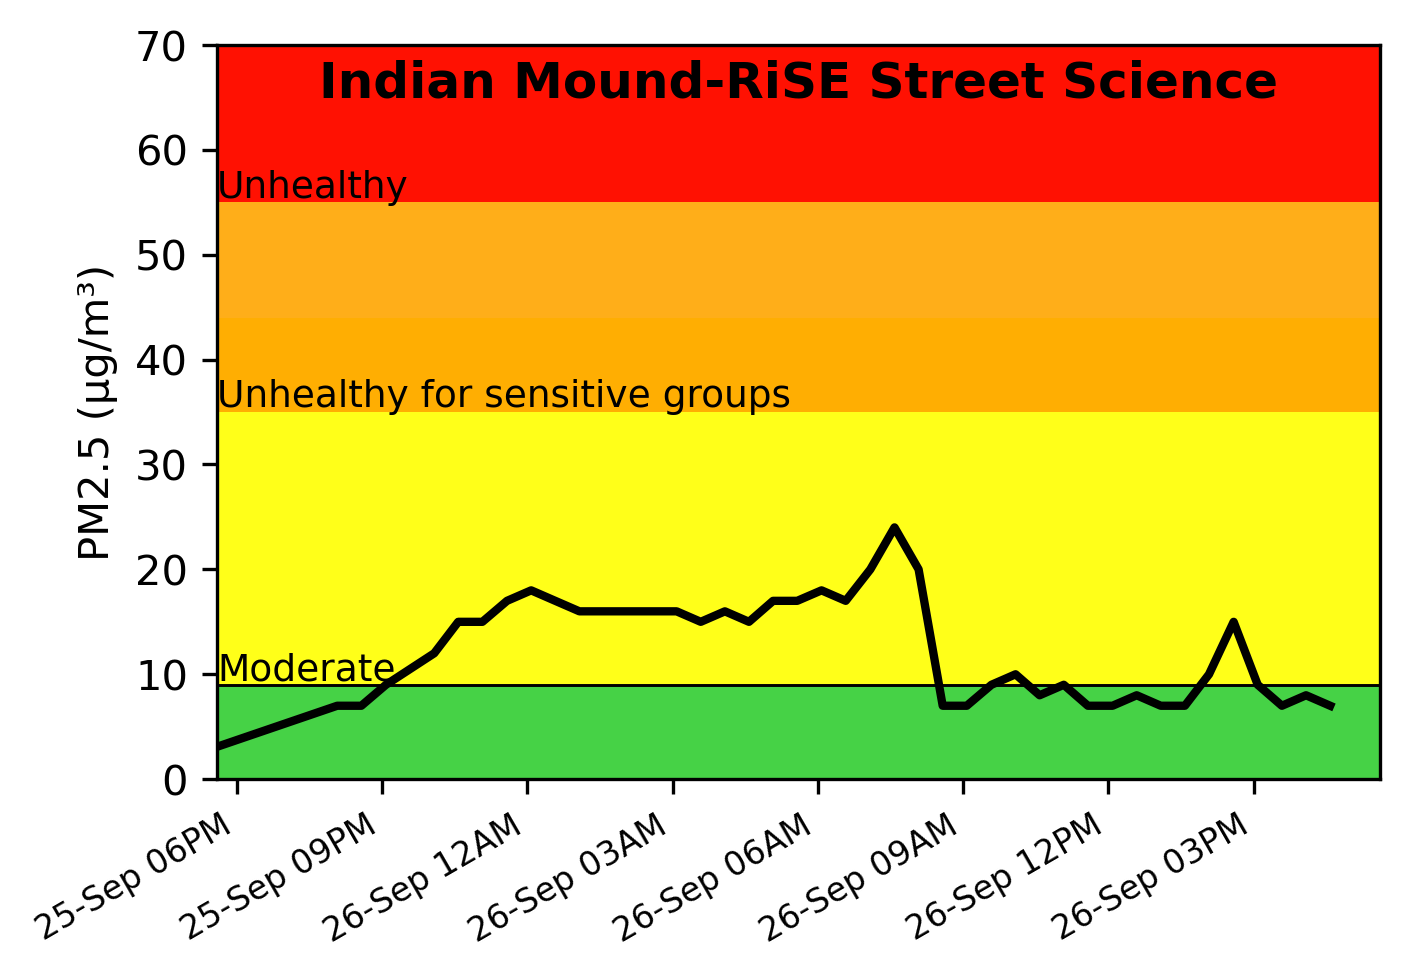 Indian Mound-RiSE Street Science
70
60
50
40
30
20
10
0
PM2.5 (µg/m³)
Unhealthy
Unhealthy for sensitive groups
Moderate
25-Sep 06PM
25-Sep 09PM
26-Sep 12AM
26-Sep 03AM
26-Sep 06AM
26-Sep 09AM
26-Sep 12PM
26-Sep 03PM